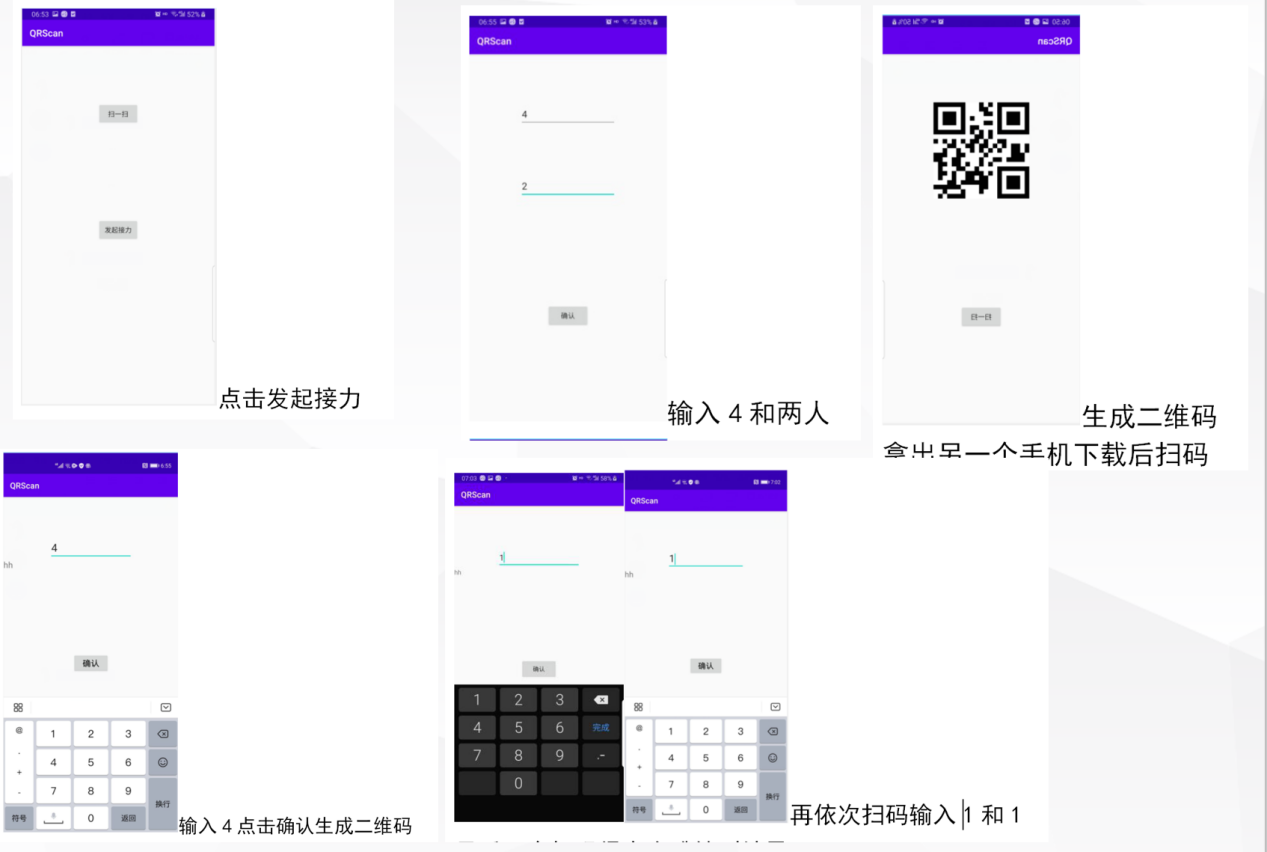 06:53
52%
QRScan
扫一扫
发起接力
点击发起接力
06:55
53%
QRScan
4
2
确认
输入 4 和两人
QRScan
扫一扫
生成二维码
拿出另一个手机下载后扫码
6:55
QRScan
4
hh
确认
@ 1 2 3
. 4 5 6
+
- 7 8 9 换行
符号 0 返回
输入 4 点击确认生成二维码
07:03
58%
QRScan
1
hh
确认
1 2 3
4 5 6 完成
7 8 9 .-
0
7:02
QRScan
1
hh
确认
@ 1 2 3
. 4 5 6
+
- 7 8 9 换行
符号 0 返回
再依次扫码输入 1 和 1